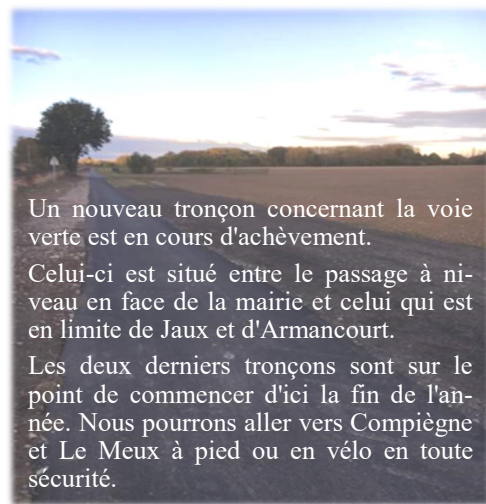 Un nouveau tronçon concernant la voie
verte est en cours d'achèvement.
Celui-ci est situé entre le passage à ni-
veau en face de la mairie et celui qui est
en limite de Jaux et d'Armancourt.
Les deux derniers tronçons sont sur le
point de commencer d'ici la fin de l'an-
née. Nous pourrons aller vers Compiègne
et Le Meux à pied ou en vélo en toute
sécurité.